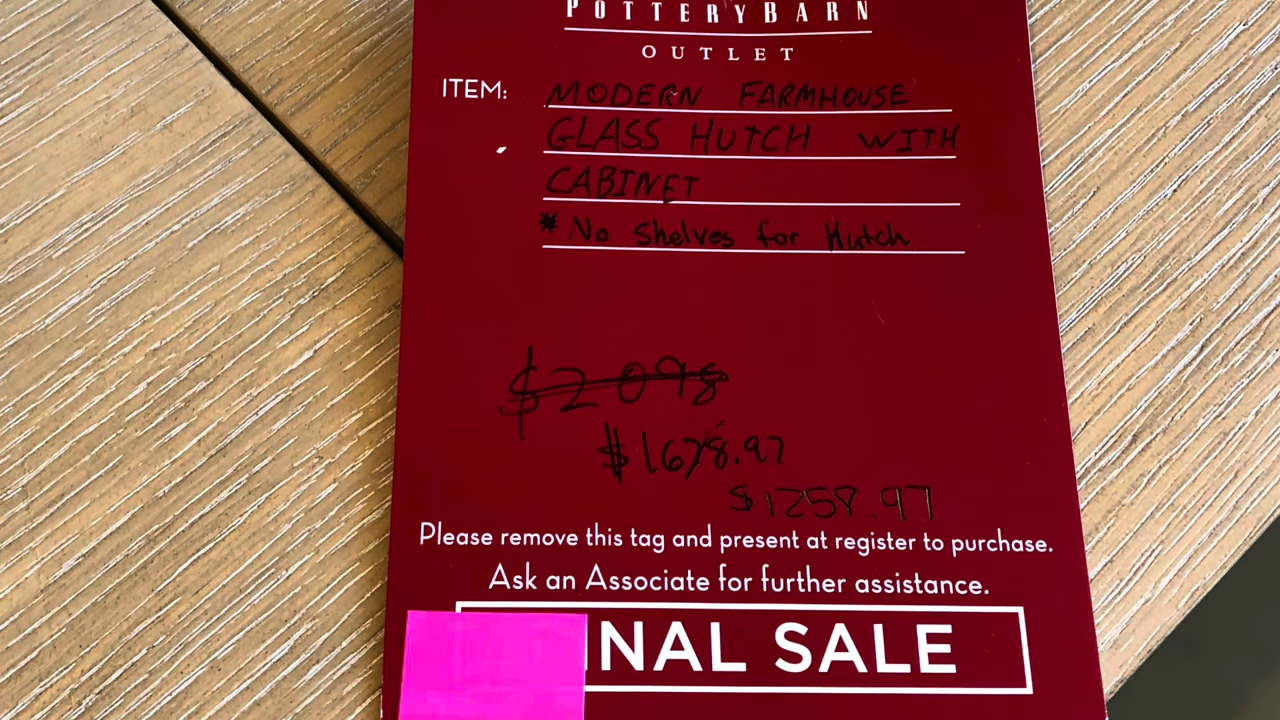 POTTERYBARN
OUTLET
ITEM: MODERN FARMHOUSE
GLASS HUTCH WITH
CABINET
* No Shelves for Hutch
$2098
$1678.97
$1258.97
Please remove this tag and present at register to purchase.
Ask an Associate for further assistance.
NAL SALE